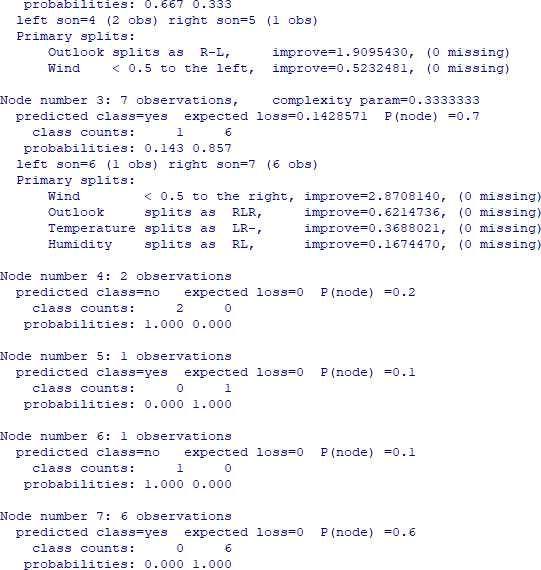 probabilities: 0.667 0.333
left son=4 (2 obs) right son=5 (1 obs)
Primary splits:
Outlook splits as R-L, improve=1.9095430, (0 missing)
Wind < 0.5 to the left, improve=0.5232481, (0 missing)
Node number 3: 7 observations, complexity param=0.3333333
predicted class=yes expected loss=0.1428571 P(node) =0.7
class counts: 1 6
probabilities: 0.143 0.857
left son=6 (1 obs) right son=7 (6 obs)
Primary splits:
Wind < 0.5 to the right, improve=2.8708140, (0 missing)
Outlook splits as RLR, improve=0.6214736, (0 missing)
Temperature splits as LR-, improve=0.3688021, (0 missing)
Humidity splits as RL, improve=0.1674470, (0 missing)
Node number 4: 2 observations
predicted class=no expected loss=0 P(node) =0.2
class counts: 2 0
probabilities: 1.000 0.000
Node number 5: 1 observations
predicted class=yes expected loss=0 P(node) =0.1
class counts: 0 1
probabilities: 0.000 1.000
Node number 6: 1 observations
predicted class=no expected loss=0 P(node) =0.1
class counts: 1 0
probabilities: 1.000 0.000
Node number 7: 6 observations
predicted class=yes expected loss=0 P(node) =0.6
class counts: 0 6
probabilities: 0.000 1.000